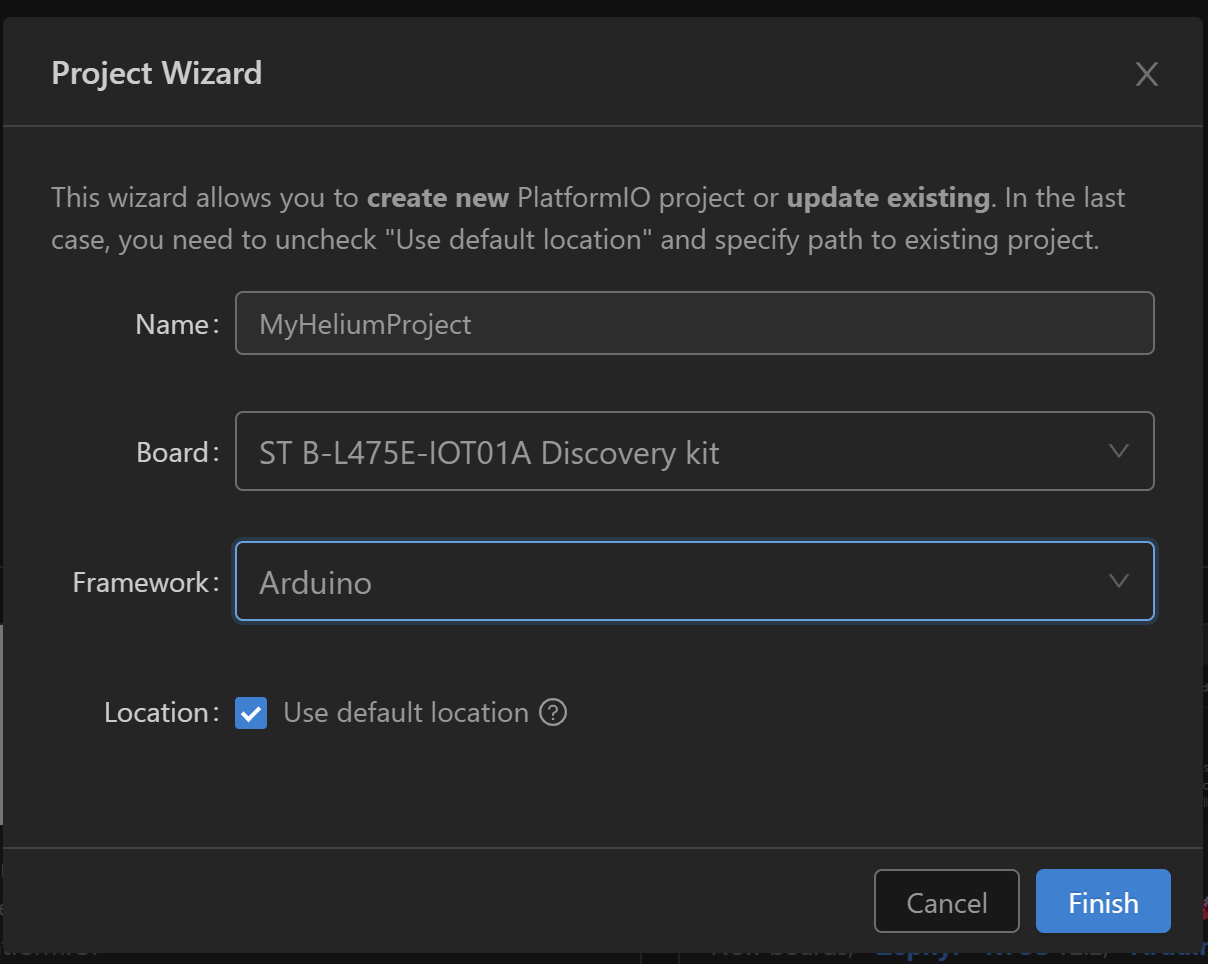 Project Wizard
This wizard allows you to create new PlatformIO project or update existing. In the last
case, you need to uncheck "Use default location" and specify path to existing project.
Name:
MyHeliumProject
Board:
ST B-L475E-IOT01A Discovery kit
Framework:
Arduino
Location:
Use default location
Cancel
Finish